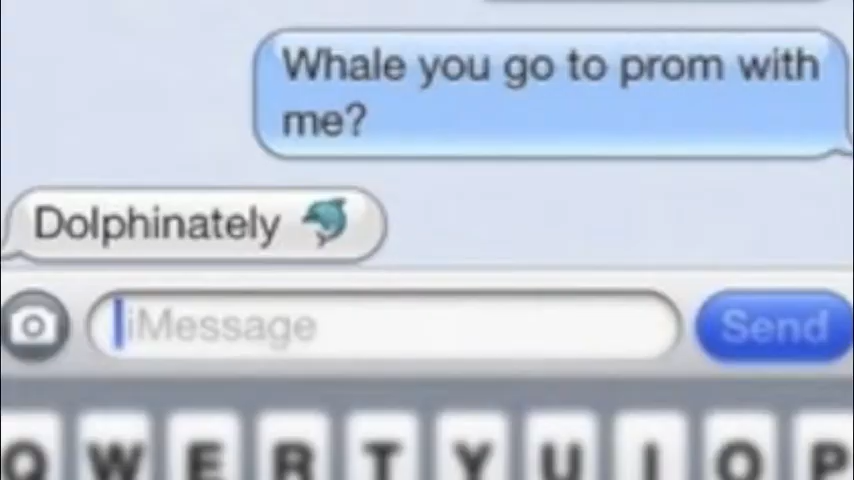 Whale you go to prom with
me?
Dolphinately 🐬
iMessage
Send
Q W E R T Y U I O P